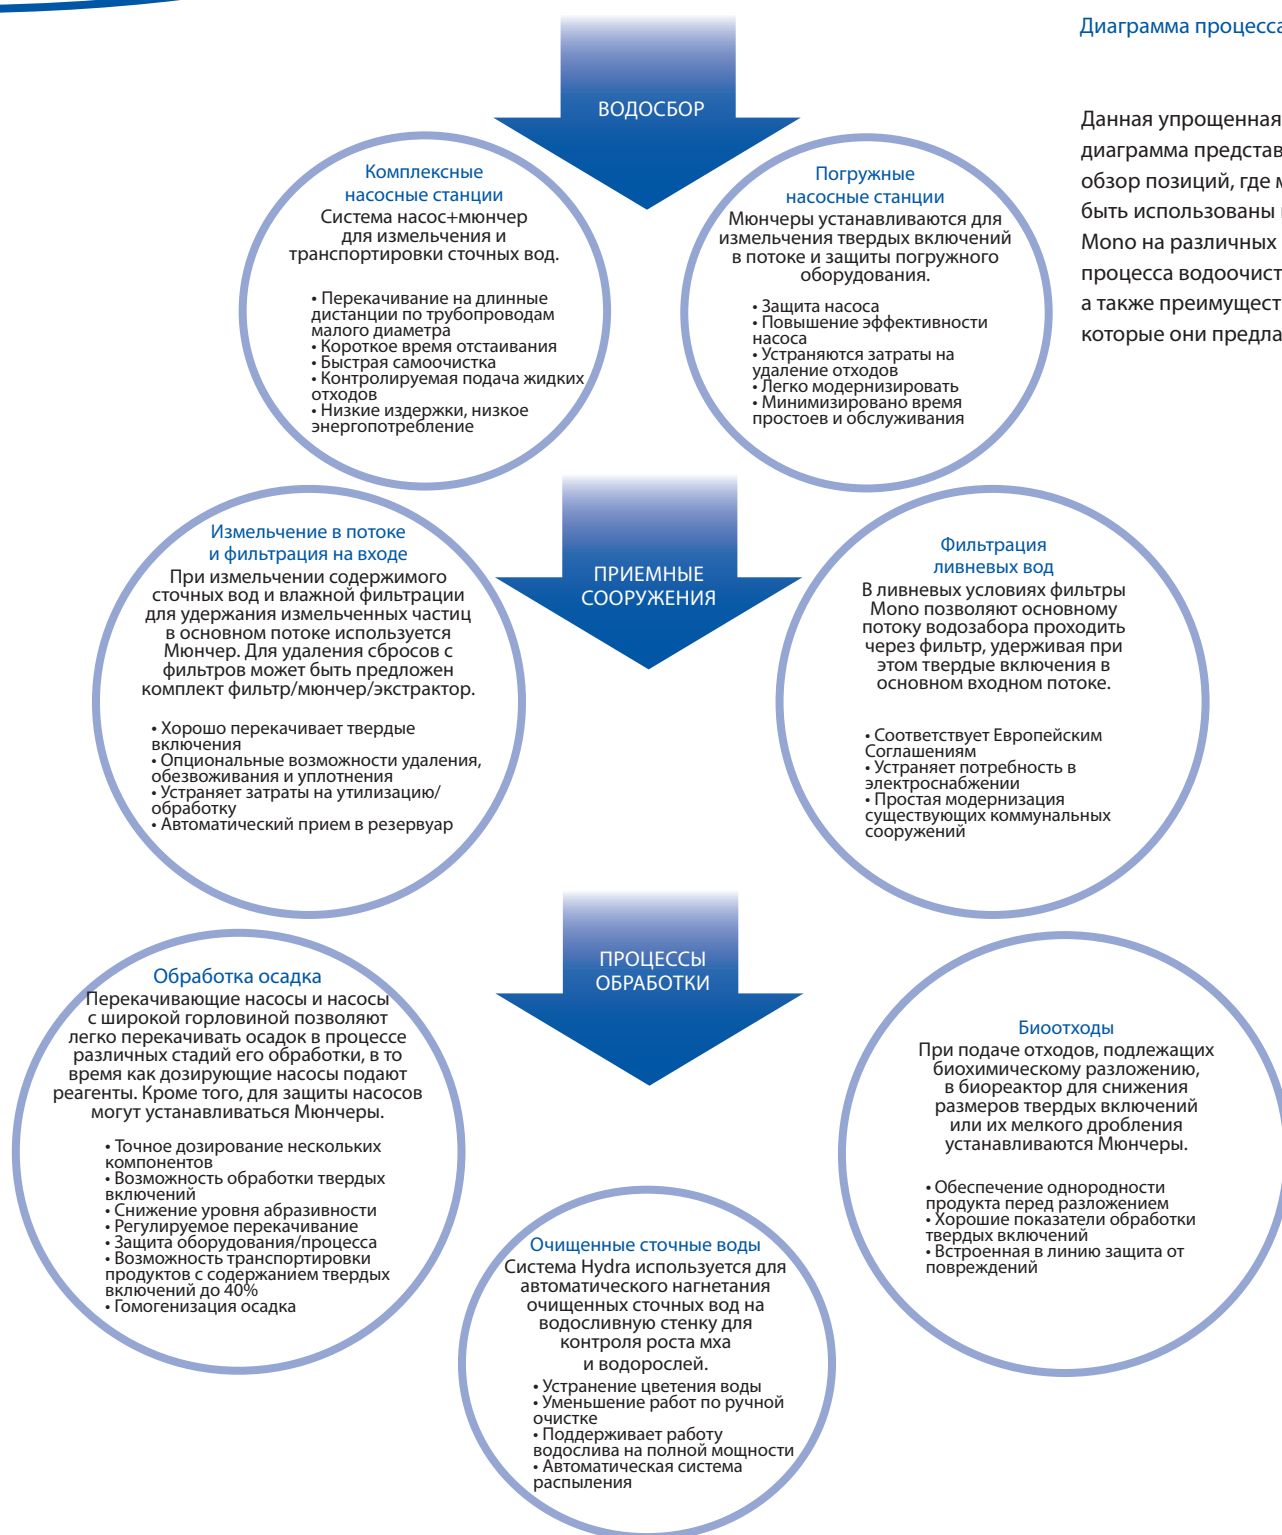 Диаграмма процесса
Данная упрощенная
диаграмма
обзор позиций, где
быть использованы
Mono на различных
процесса
а также
которые они
ВОДОСБОР
Комплексные
насосные станции
Система насос+мюнчер
для измельчения и
транспортировки сточных вод.
• Перекачивание на длинные
дистанции по трубопроводам
малого диаметра
• Короткое время отстаивания
• Быстрая самоочистка
• Контролируемая подача жидких
отходов
• Низкие издержки, низкое
энергопотребление
Погружные
насосные станции
Мюнчеры устанавливаются для
измельчения твердых включений
в потоке и защиты погружного
оборудования.
• Защита насоса
• Повышение эффективности
насоса
• Устраняются затраты на
удаление отходов
• Легко модернизировать
• Минимизировано время
простоев и обслуживания
ПРИЕМНЫЕ
СООРУЖЕНИЯ
Измельчение в потоке
и фильтрация на входе
При измельчении содержимого
сточных вод и влажной фильтрации
для удержания измельченных частиц
в основном потоке используется
Мюнчер. Для удаления сбросов с
фильтров может быть предложен
комплект фильтр/мюнчер/экстрактор.
• Хорошо перекачивает твердые
включения
• Опциональные возможности удаления,
обезвоживания и уплотнения
• Устраняет затраты на утилизацию/
обработку
• Автоматический прием в резервуар
Фильтрация
ливневых вод
В ливневых условиях фильтры
Mono позволяют основному
потоку водозабора проходить
через фильтр, удерживая при
этом твердые включения в
основном входном потоке.
• Соответствует Европейским
Соглашениям
• Устраняет потребность в
электроснабжении
• Простая модернизация
существующих коммунальных
сооружений
ПРОЦЕССЫ
ОБРАБОТКИ
Обработка осадка
Перекачивающие насосы и насосы
с широкой горловиной позволяют
легко перекачивать осадок в процессе
различных стадий его обработки, в то
время как дозирующие насосы подают
реагенты. Кроме того, для защиты насосов
могут устанавливаться Мюнчеры.
• Точное дозирование нескольких
компонентов
• Возможность обработки твердых
включений
• Снижение уровня абразивности
• Регулируемое перекачивание
• Защита оборудования/процесса
• Возможность транспортировки
продуктов с содержанием твердых
включений до 40%
• Гомогенизация осадка
Биоотходы
При подаче отходов, подлежащих
биохимическому разложению,
в биореактор для снижения
размеров твердых включений
или их мелкого дробления
устанавливаются Мюнчеры.
• Обеспечение однородности
продукта перед разложением
• Хорошие показатели обработки
твердых включений
• Встроенная в линию защита от
повреждений
Очищенные сточные воды
Система Hydra используется для
автоматического нагнетания
очищенных сточных вод на
водосливную стенку для
контроля роста мха
и водорослей.
• Устранение цветения воды
• Уменьшение работ по ручной
очистке
• Поддерживает работу
водослива на полной мощности
• Автоматическая система
распыления